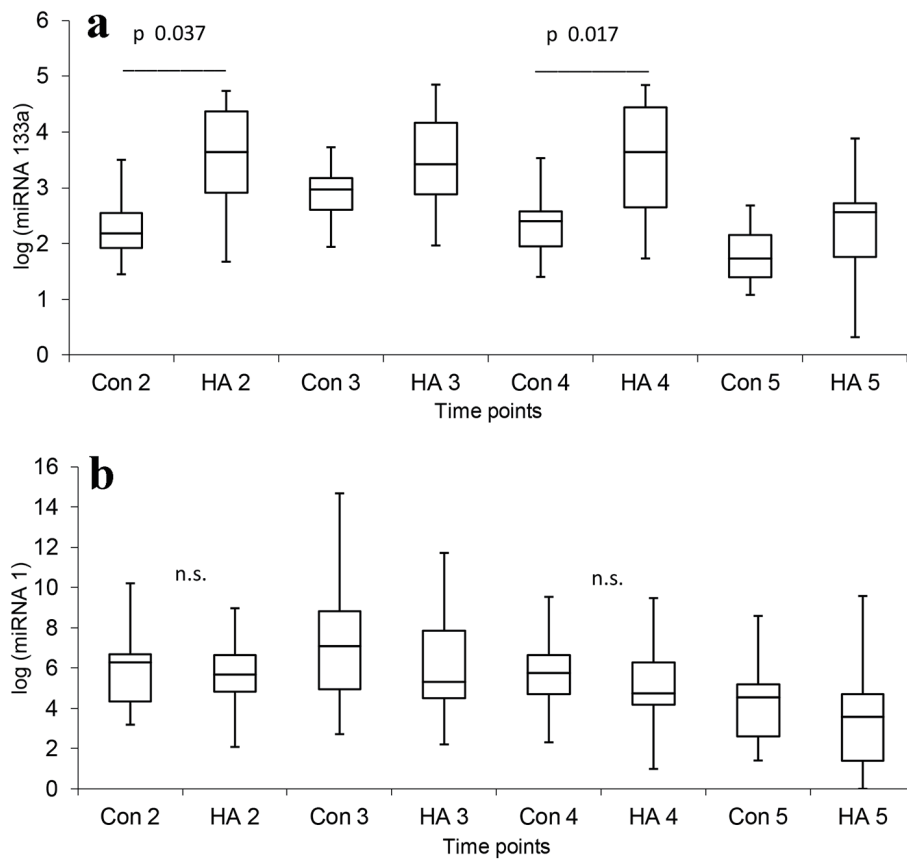 a
p 0.037
p 0.017
log (miRNA 133a)
6
5
4
3
2
1
0
Con 2 HA 2 Con 3 HA 3 Con 4 HA 4 Con 5 HA 5
Time points
b
n.s.
n.s.
log (miRNA 1)
16
14
12
10
8
6
4
2
0
Con 2 HA 2 Con 3 HA 3 Con 4 HA 4 Con 5 HA 5
Time points